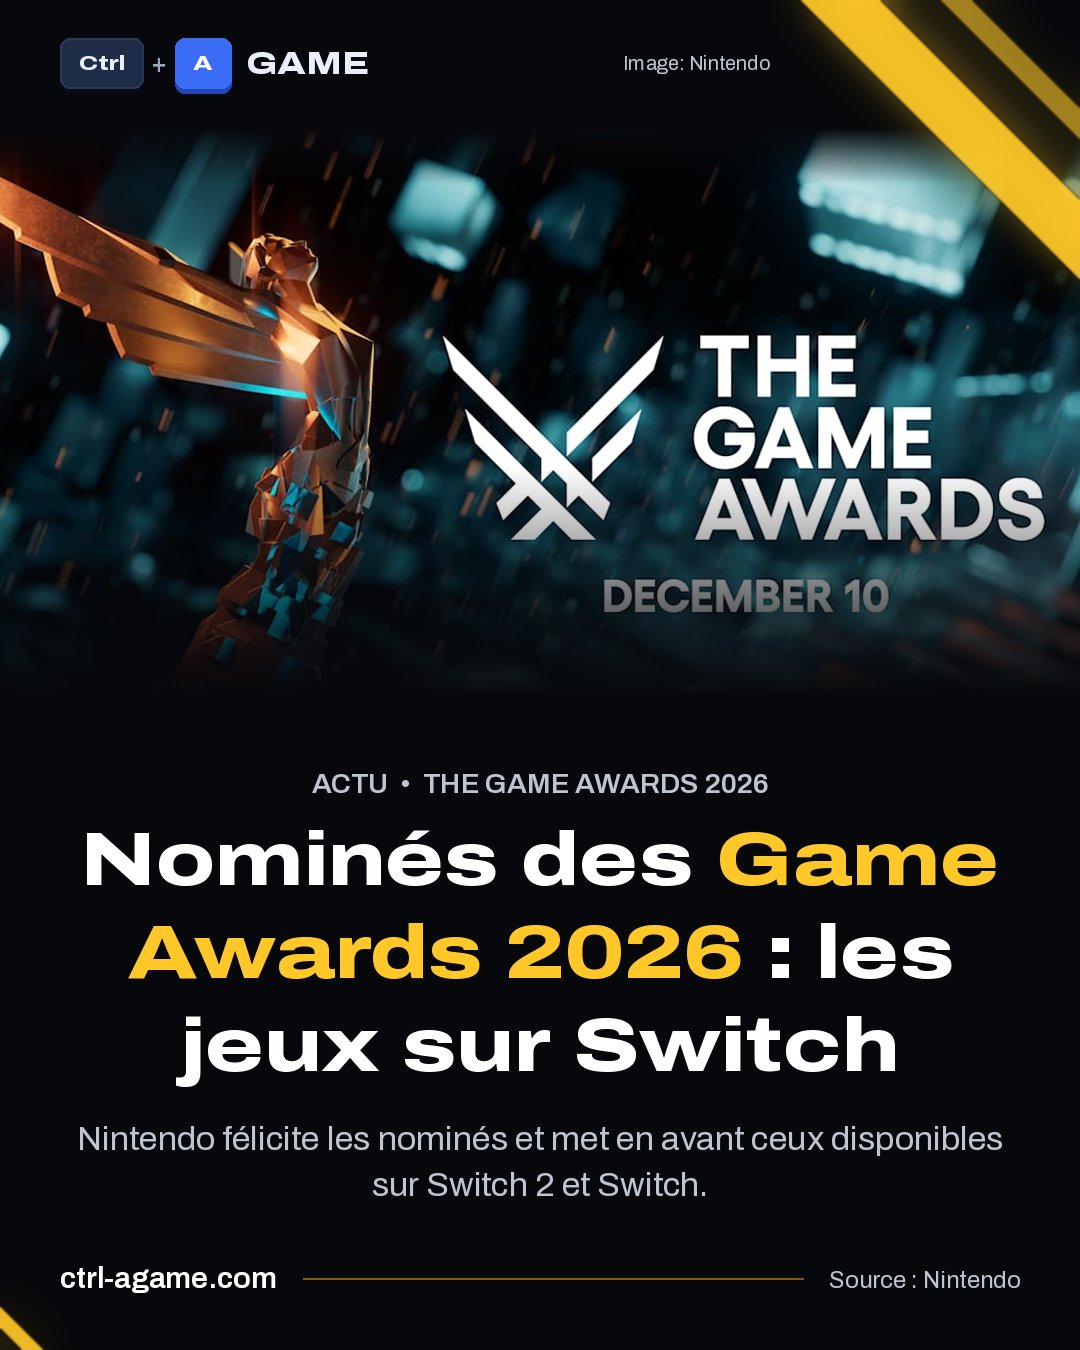 Ctrl + A GAME
Image: Nintendo
THE
GAME
AWARDS
DECEMBER 10
ACTU • THE GAME AWARDS 2026
Nominés des Game
Awards 2026 : les
jeux sur Switch
Nintendo félicite les nominés et met en avant ceux disponibles
sur Switch 2 et Switch.
ctrl-agame.com
Source : Nintendo